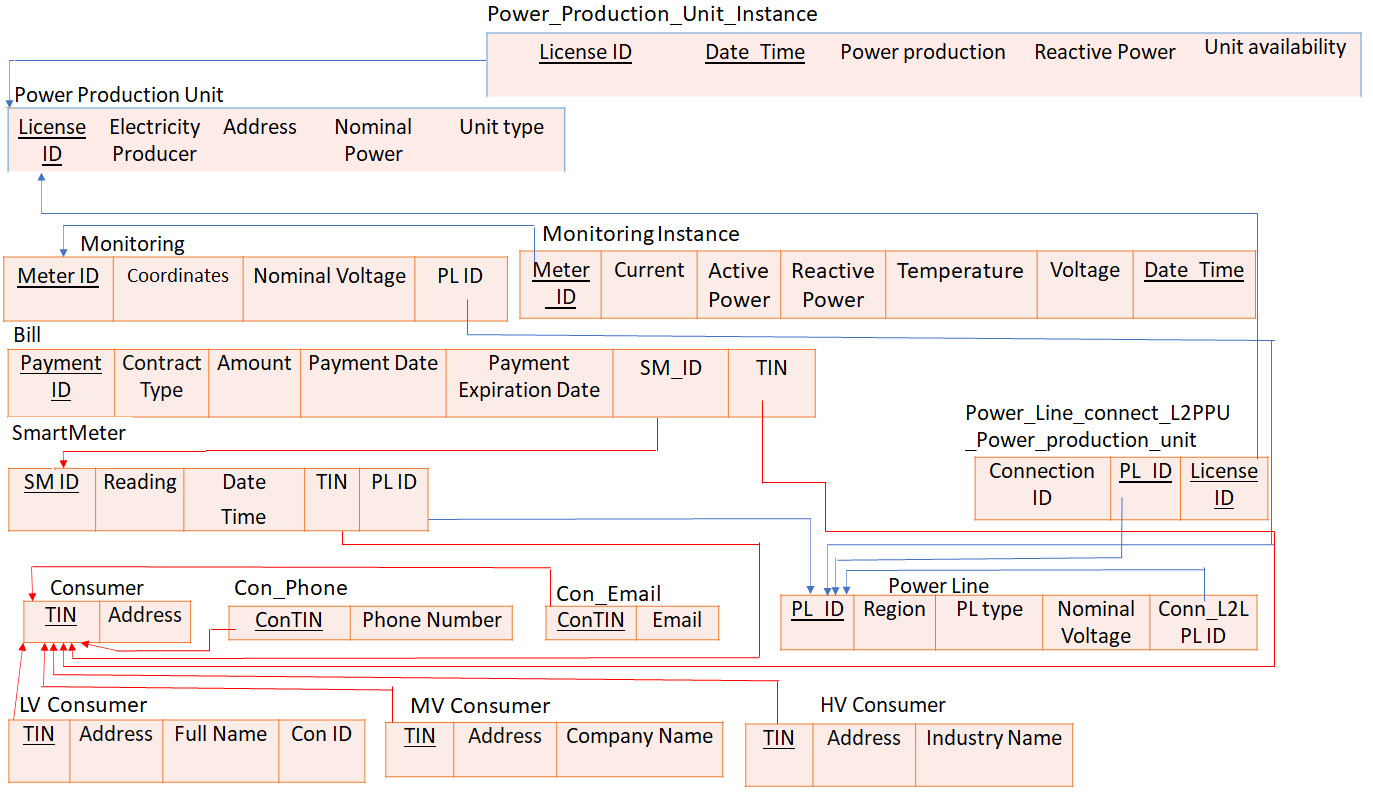 Power_Production_Unit_Instance
License ID Date_Time Power production Reactive Power Unit availability
Power Production Unit
License Electricity Address Nominal Unit type
ID Producer Power
Monitoring
Meter ID Coordinates Nominal Voltage PL ID
Monitoring Instance
Meter Current Active Reactive Temperature Voltage Date_Time
_ID Power Power
Bill
Payment Contract Amount Payment Date Payment SM_ID TIN
ID Type Expiration Date
Power_Line_connect_L2PPU
_Power_production_unit
Connection PL_ID License
ID ID
SmartMeter
SM ID Reading Date TIN PL ID
Time
Consumer
TIN Address
Con_Phone
ConTIN Phone Number
Con_Email
ConTIN Email
Power Line
PL_ID Region PL type Nominal Conn_L2L
Voltage PL ID
LV Consumer
TIN Address Full Name Con ID
MV Consumer
TIN Address Company Name
HV Consumer
TIN Address Industry Name